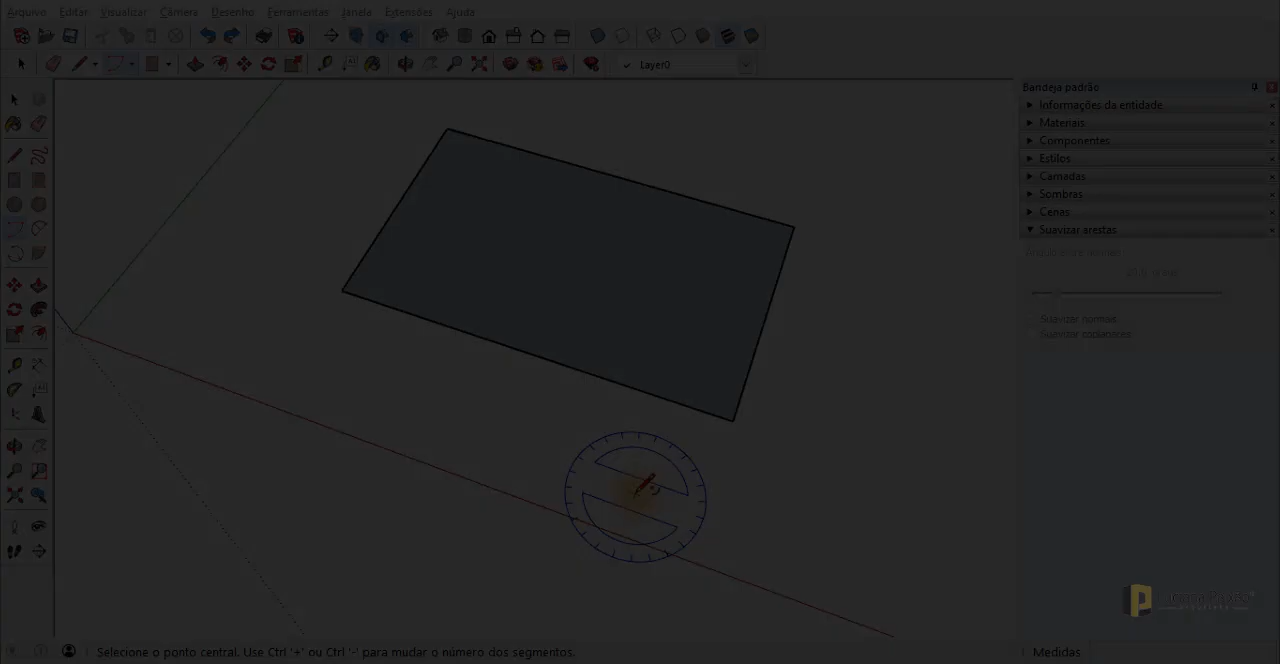 Arquivo Editar Visualizar Câmera Desenho Ferramentas Janela Extensões Ajuda
Layer0
Bandeja padrão
Informações da entidade
Materiais
Componentes
Estilos
Camadas
Sombras
Cenas
Suavizar arestas
Suavizar normais
Suavizar coplanares
Selecione o ponto central. Use Ctrl '+' ou Ctrl '-' para mudar o número dos segmentos.
Medidas